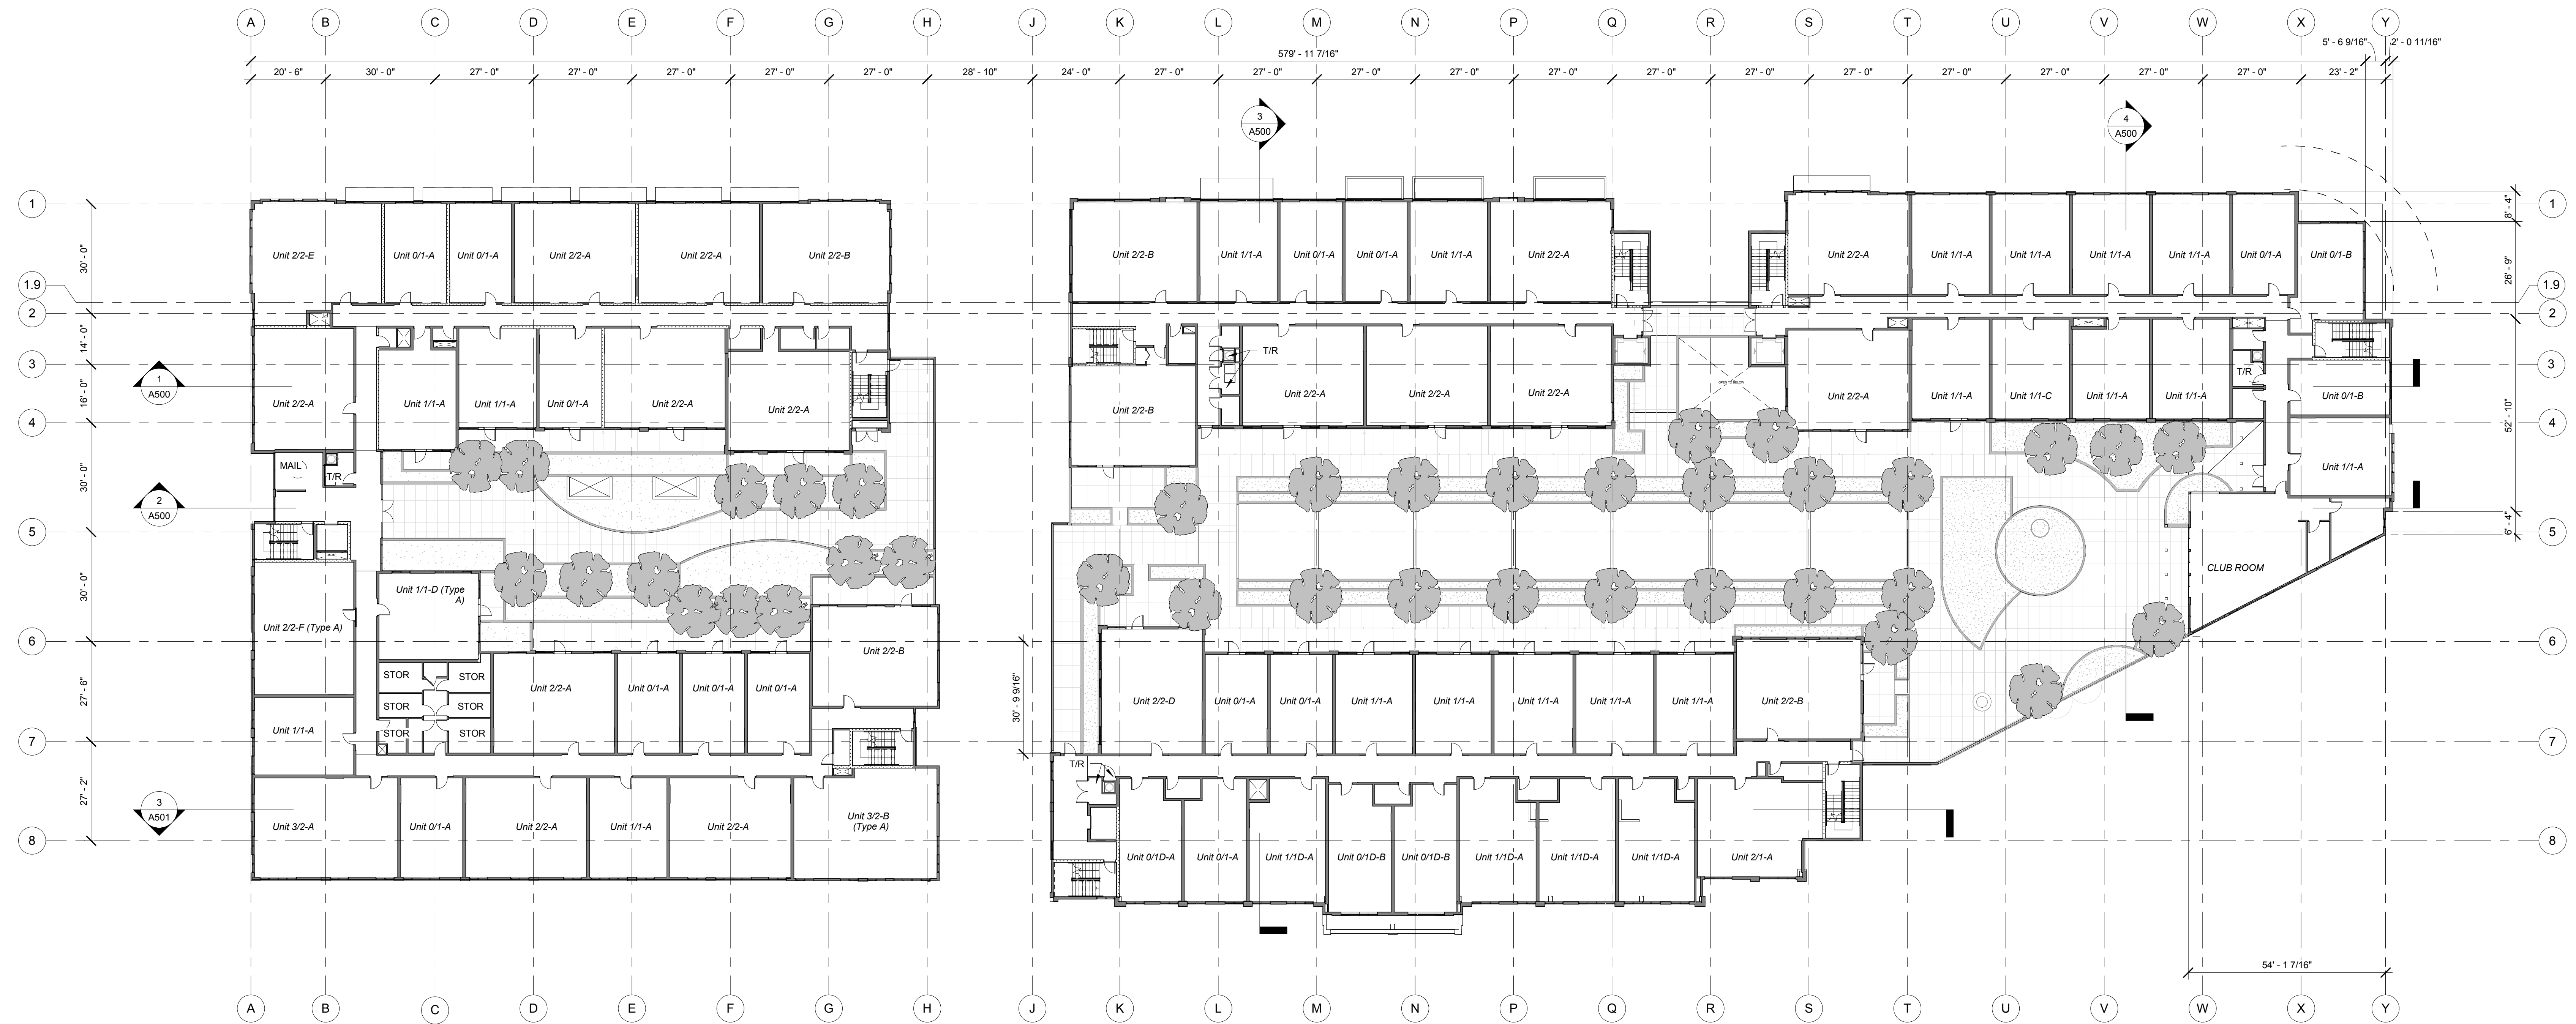 A B C D E F G H J K L M N P Q R S T U V W X Y
579' - 11 7/16"
5' - 6 9/16"
2' - 0 11/16"
20' - 6" 30' - 0" 27' - 0" 27' - 0" 27' - 0" 27' - 0" 27' - 0" 28' - 10" 24' - 0" 27' - 0" 27' - 0" 27' - 0" 27' - 0" 27' - 0" 27' - 0" 27' - 0" 27' - 0" 27' - 0" 27' - 0" 27' - 0" 27' - 0" 23' - 2"
3
A500
4
A500
1
1
8' - 4"
30' - 0"
Unit 2/2-E
Unit 0/1-A
Unit 0/1-A
Unit 2/2-A
Unit 2/2-A
Unit 2/2-B
Unit 2/2-B
Unit 1/1-A
Unit 0/1-A
Unit 0/1-A
Unit 1/1-A
Unit 2/2-A
Unit 2/2-A
Unit 1/1-A
Unit 1/1-A
Unit 1/1-A
Unit 1/1-A
Unit 0/1-A
Unit 0/1-B
26' - 9"
1.9
1.9
2
2
14' - 0"
3
3
T/R
OPEN TO BELOW
T/R
1
A500
16' - 0"
Unit 2/2-A
Unit 1/1-A
Unit 1/1-A
Unit 0/1-A
Unit 2/2-A
Unit 2/2-A
Unit 2/2-B
Unit 2/2-A
Unit 2/2-A
Unit 2/2-A
Unit 2/2-A
Unit 1/1-A
Unit 1/1-C
Unit 1/1-A
Unit 1/1-A
Unit 0/1-B
4
4
52' - 10"
MAIL
T/R
Unit 1/1-A
30' - 0"
2
A500
5
5
6' - 4"
CLUB ROOM
30' - 0"
Unit 1/1-D (Type
A)
Unit 2/2-F (Type A)
6
6
Unit 2/2-B
27' - 6"
STOR
STOR
STOR
STOR
STOR
STOR
Unit 2/2-A
Unit 0/1-A
Unit 0/1-A
Unit 0/1-A
30' - 9 9/16"
Unit 2/2-D
Unit 0/1-A
Unit 0/1-A
Unit 1/1-A
Unit 1/1-A
Unit 1/1-A
Unit 1/1-A
Unit 1/1-A
Unit 2/2-B
Unit 1/1-A
7
7
T/R
27' - 2"
3
A501
Unit 3/2-A
Unit 0/1-A
Unit 2/2-A
Unit 1/1-A
Unit 2/2-A
Unit 3/2-B
(Type A)
8
8
Unit 0/1D-A
Unit 0/1-A
Unit 1/1D-A
Unit 0/1D-B
Unit 0/1D-B
Unit 1/1D-A
Unit 1/1D-A
Unit 1/1D-A
Unit 2/1-A
54' - 1 7/16"
A B C D E F G H J K L M N P Q R S T U V W X Y